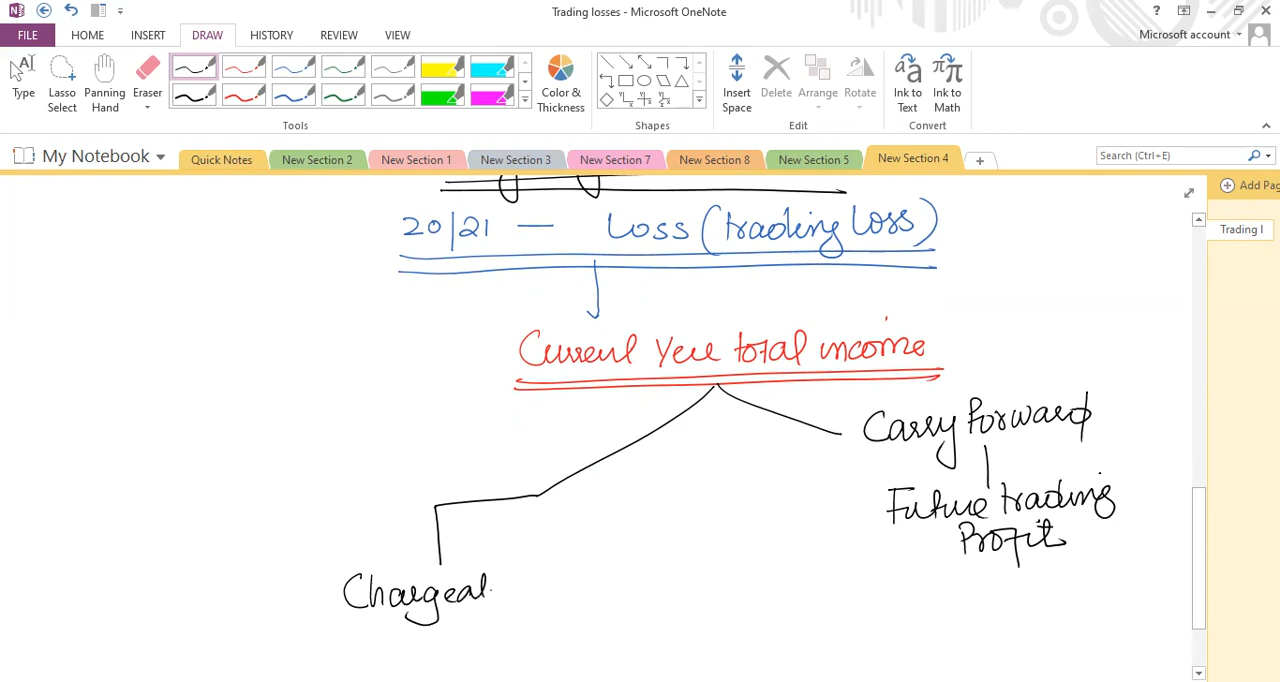 Trading losses - Microsoft OneNote
?
FILE HOME INSERT DRAW HISTORY REVIEW VIEW
Microsoft account
Type
Lasso Select
Panning Hand
Eraser
Color & Thickness
Insert Space
Delete
Arrange
Rotate
Ink to Text
Ink to Math
Tools
Shapes
Edit
Convert
My Notebook
Quick Notes
New Section 2
New Section 1
New Section 3
New Section 7
New Section 8
New Section 5
New Section 4
Search (Ctrl+E)
Add Pag
Trading l
20/21 — Loss (trading loss)
Current Year total income
Carry forward
Future trading
Profit
Chargeal